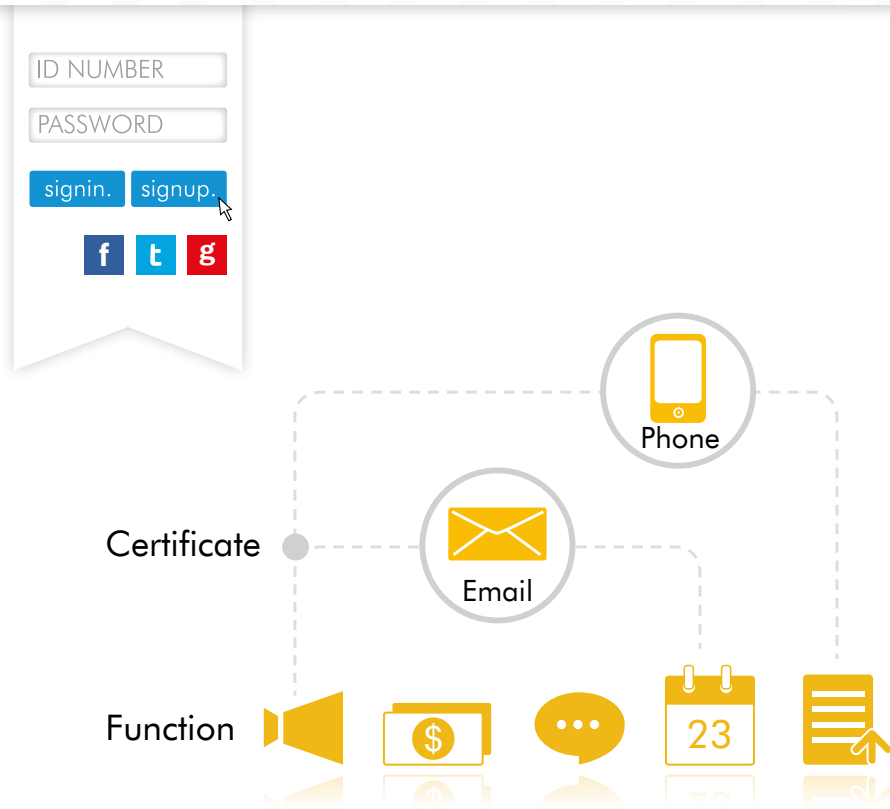 ID NUMBER
PASSWORD
signin. signup.
f t g
Phone
Certificate
Email
Function
$
23